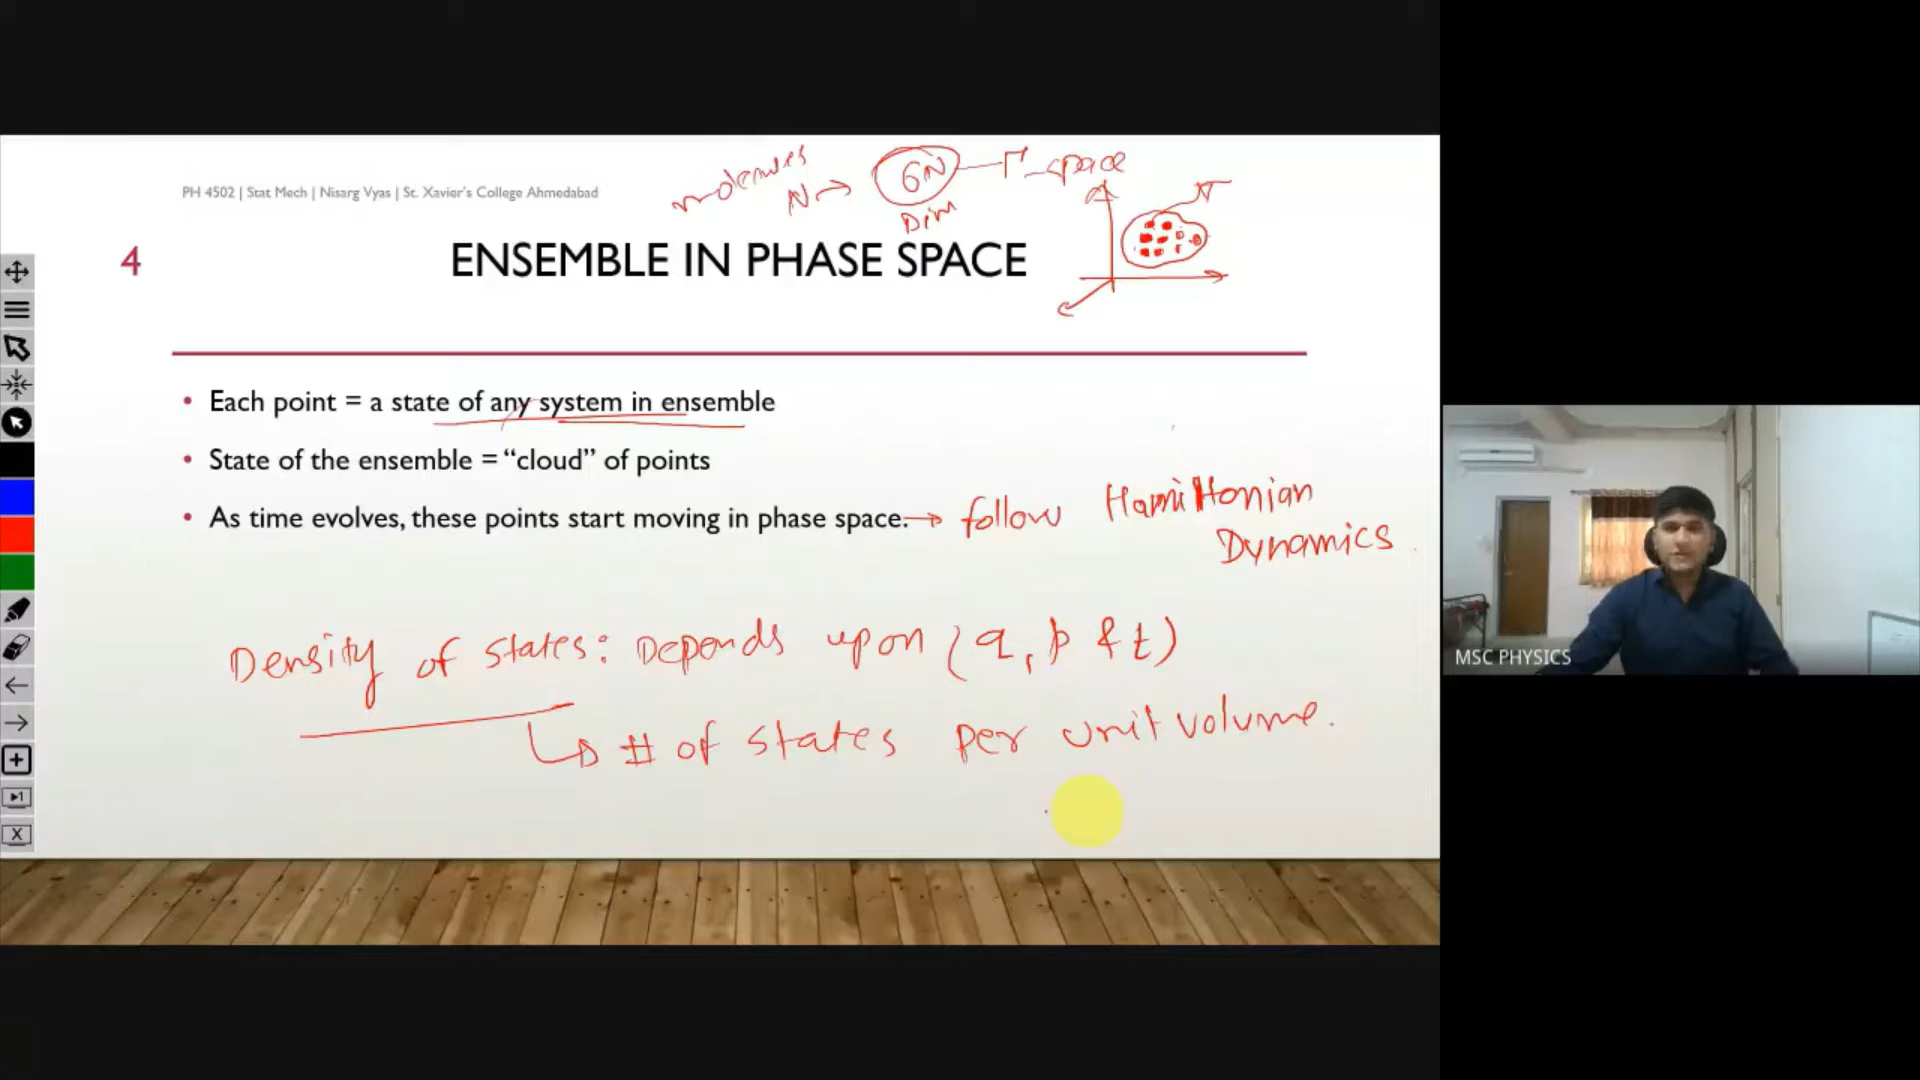 molecules
N → 6N — Γ space
Dim
PH 4502 | Stat Mech | Nisarg Vyas | St. Xavier's College Ahmedabad
4
ENSEMBLE IN PHASE SPACE
• Each point = a state of any system in ensemble
• State of the ensemble = “cloud” of points
• As time evolves, these points start moving in phase space. → follow Hamiltonian
Dynamics
Density of states: Depends upon (q, p & t)
↳ # of states per unit volume.
MSC PHYSICS